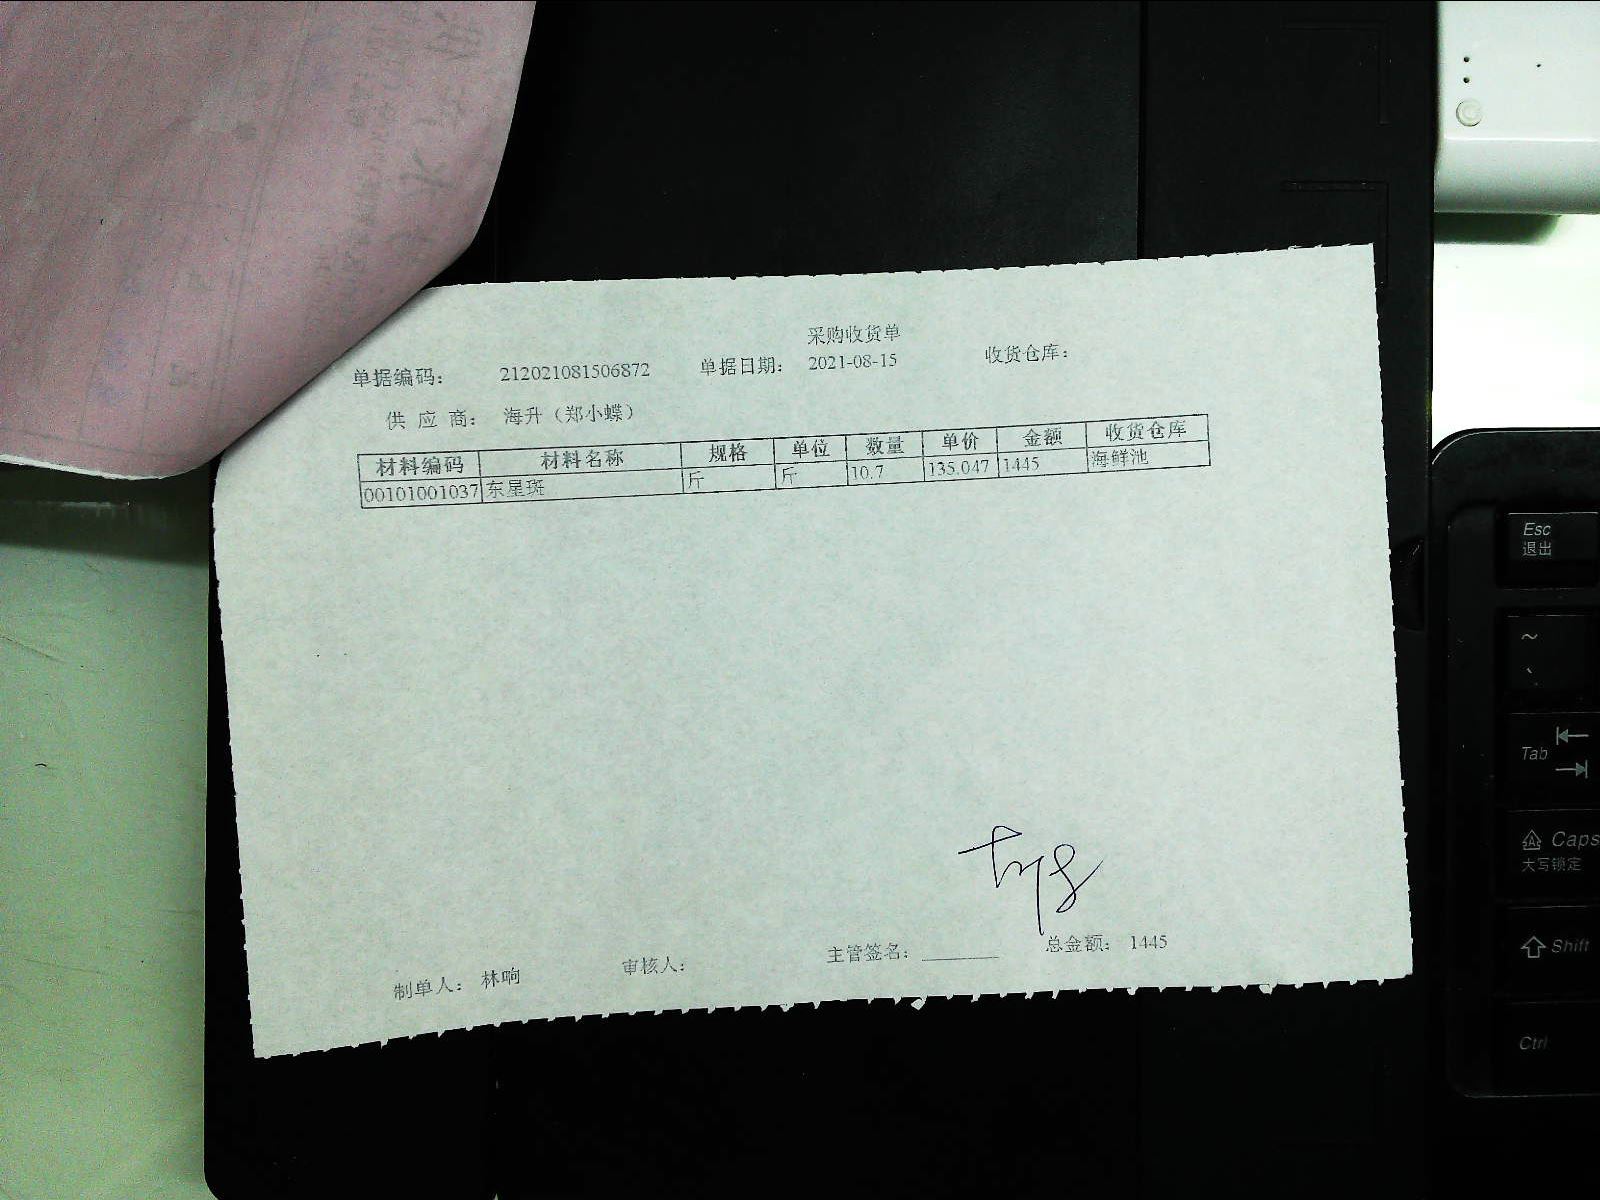 采购收货单
单据编码： 212021081506872 单据日期： 2021-08-15 收货仓库：
供 应 商： 海升（郑小蝶）
材料编码 材料名称 规格 单位 数量 单价 金额 收货仓库
00101001037 东星斑 斤 斤 10.7 135.047 1445 海鲜池
制单人： 林晌 审核人： 主管签名：________ 总金额： 1445
Esc
退出
~
Tab
Caps
大写锁定
Shift
Ctrl